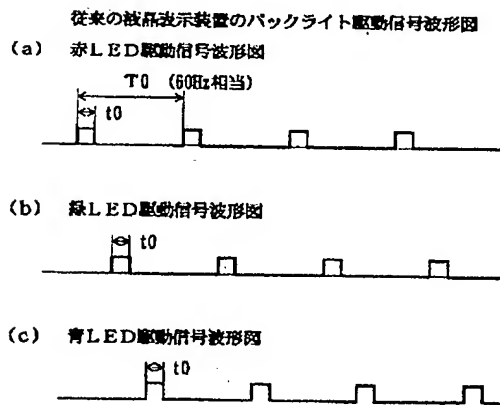 従来の液晶表示装置のバックライト駆動信号波形図
(a) 赤LED駆動信号波形図
T0 (60Hz相当)
t0
(b) 緑LED駆動信号波形図
t0
(c) 青LED駆動信号波形図
t0